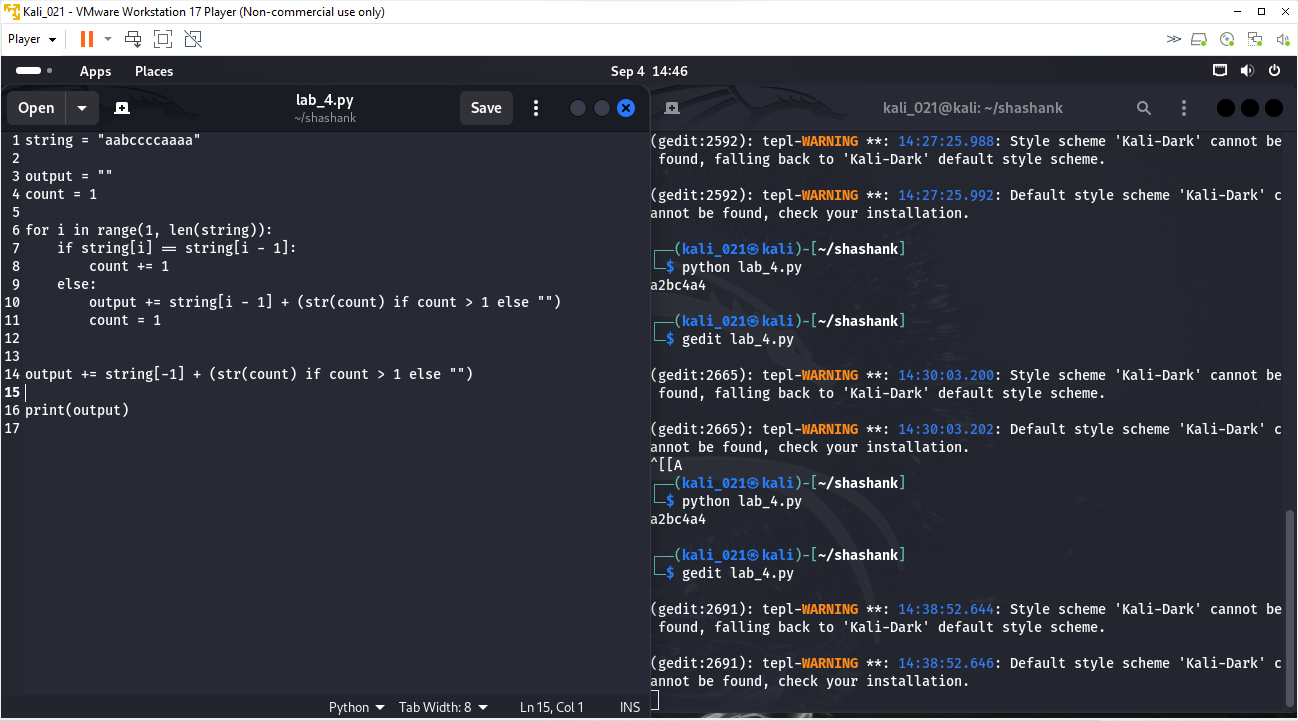 Kali_021 - VMware Workstation 17 Player (Non-commercial use only)
Player
Apps Places Sep 4 14:46
Open lab_4.py Save
~/shashank
1 string = "aabccccaaaa"
2
3 output = ""
4 count = 1
5
6 for i in range(1, len(string)):
7     if string[i] == string[i - 1]:
8         count += 1
9     else:
10         output += string[i - 1] + (str(count) if count > 1 else "")
11         count = 1
12
13
14 output += string[-1] + (str(count) if count > 1 else "")
15
16 print(output)
17
Python Tab Width: 8 Ln 15, Col 1 INS
kali_021@kali: ~/shashank
(gedit:2592): tepl-WARNING **: 14:27:25.988: Style scheme 'Kali-Dark' cannot be
 found, falling back to 'Kali-Dark' default style scheme.
(gedit:2592): tepl-WARNING **: 14:27:25.992: Default style scheme 'Kali-Dark' c
annot be found, check your installation.
┌──(kali_021㉿kali)-[~/shashank]
└─$ python lab_4.py
a2bc4a4
┌──(kali_021㉿kali)-[~/shashank]
└─$ gedit lab_4.py
(gedit:2665): tepl-WARNING **: 14:30:03.200: Style scheme 'Kali-Dark' cannot be
 found, falling back to 'Kali-Dark' default style scheme.
(gedit:2665): tepl-WARNING **: 14:30:03.202: Default style scheme 'Kali-Dark' c
annot be found, check your installation.
^[[A
┌──(kali_021㉿kali)-[~/shashank]
└─$ python lab_4.py
a2bc4a4
┌──(kali_021㉿kali)-[~/shashank]
└─$ gedit lab_4.py
(gedit:2691): tepl-WARNING **: 14:38:52.644: Style scheme 'Kali-Dark' cannot be
 found, falling back to 'Kali-Dark' default style scheme.
(gedit:2691): tepl-WARNING **: 14:38:52.646: Default style scheme 'Kali-Dark' c
annot be found, check your installation.